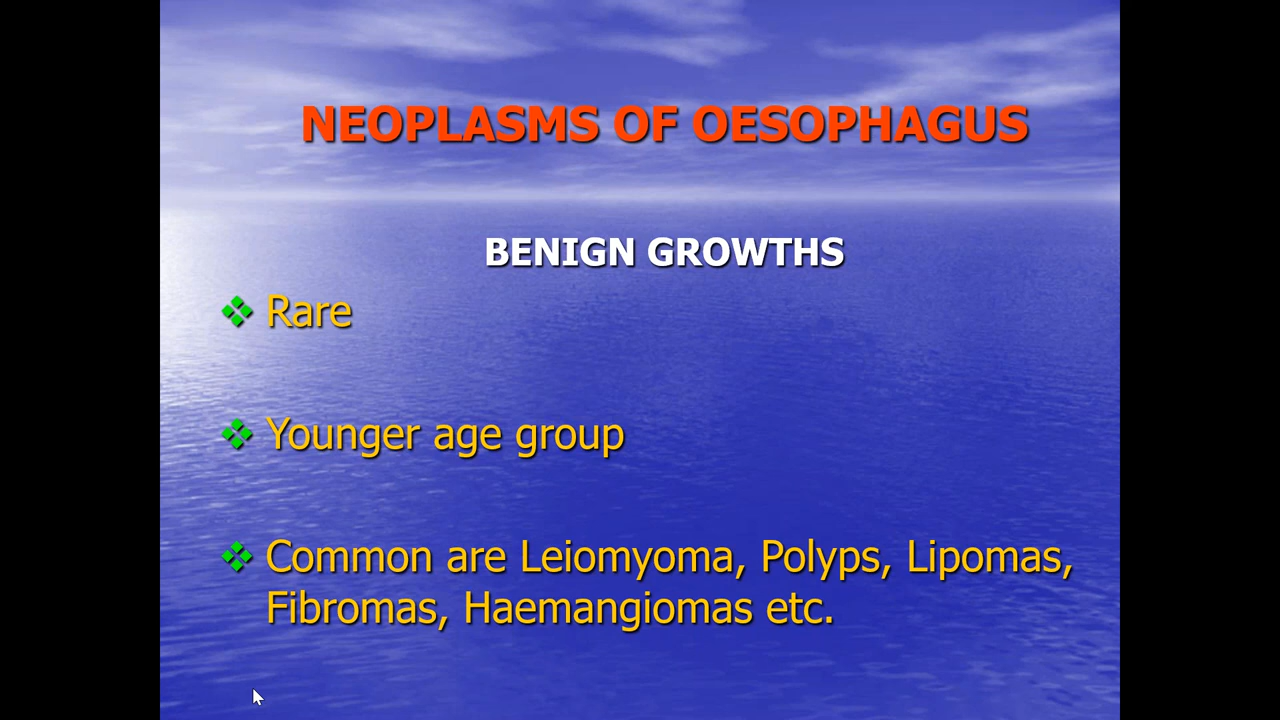 NEOPLASMS OF OESOPHAGUS
BENIGN GROWTHS
Rare
Younger age group
Common are Leiomyoma, Polyps, Lipomas,
Fibromas, Haemangiomas etc.